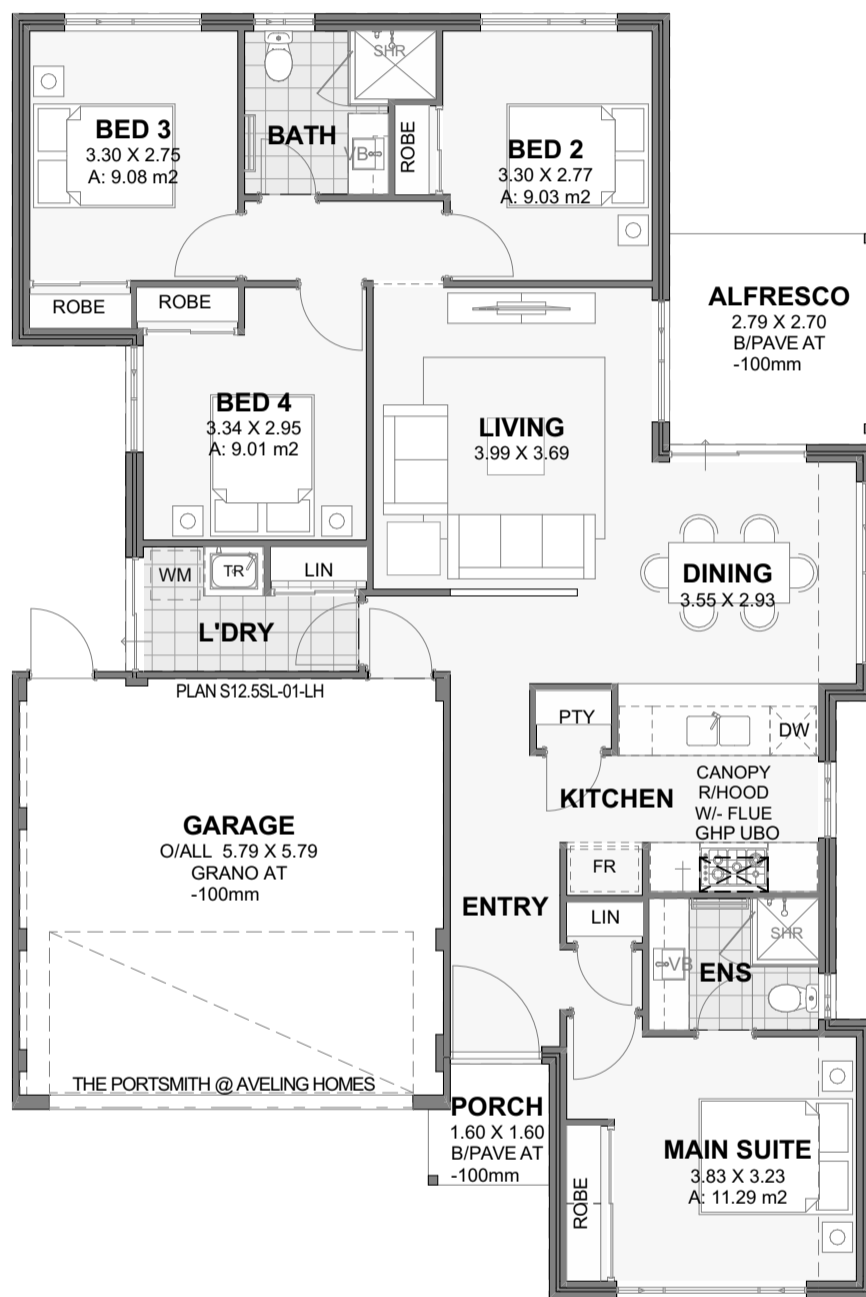 SHR
BED 3
3.30 X 2.75
A: 9.08 m2
BATH
VB
ROBE
BED 2
3.30 X 2.77
A: 9.03 m2
ROBE
ROBE
ALFRESCO
2.79 X 2.70
B/PAVE AT
-100mm
BED 4
3.34 X 2.95
A: 9.01 m2
LIVING
3.99 X 3.69
WM
TR
LIN
DINING
3.55 X 2.93
L'DRY
PLAN S12.5SL-01-LH
PTY
DW
KITCHEN
CANOPY
R/HOOD
W/- FLUE
GHP UBO
GARAGE
O/ALL 5.79 X 5.79
GRANO AT
-100mm
FR
ENTRY
LIN
SHR
VB
ENS
THE PORTSMITH @ AVELING HOMES
PORCH
1.60 X 1.60
B/PAVE AT
-100mm
ROBE
MAIN SUITE
3.83 X 3.23
A: 11.29 m2